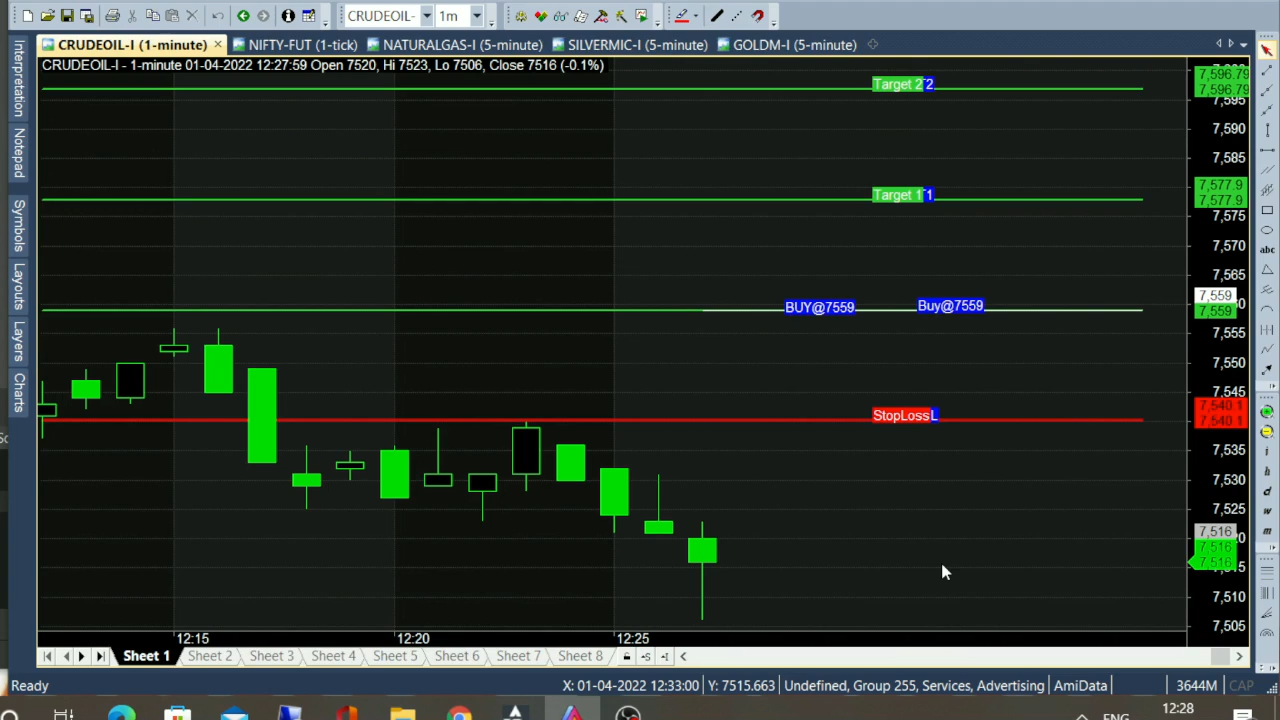 CRUDEOIL- 1m
CRUDEOIL-I (1-minute) NIFTY-FUT (1-tick) NATURALGAS-I (5-minute) SILVERMIC-I (5-minute) GOLDM-I (5-minute)
CRUDEOIL-I - 1-minute 01-04-2022 12:27:59 Open 7520, Hi 7523, Lo 7506, Close 7516 (-0.1%)
Interpretation
Notepad
Symbols
Layouts
Layers
Charts
Target 2
Target 1
BUY@7559
Buy@7559
StopLoss
7,596.79
7,596.79
7,595
7,590
7,585
7,577.9
7,577.9
7,575
7,570
7,565
7,559
7,559
7,555
7,550
7,545
7,540.1
7,540.1
7,535
7,530
7,525
7,516
7,516
7,516
7,510
7,505
abc
i
h
d
w
m
12:15 12:20 12:25
Sheet 1 Sheet 2 Sheet 3 Sheet 4 Sheet 5 Sheet 6 Sheet 7 Sheet 8
Ready X: 01-04-2022 12:33:00 Y: 7515.663 Undefined, Group 255, Services, Advertising AmiData 3644M CAP
ENG 12:28